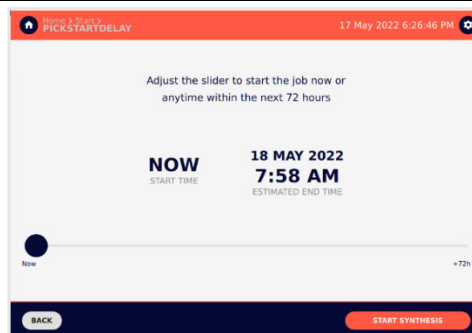 Home > Start >
PICKSTARTDELAY
17 May 2022 6:26:46 PM
Adjust the slider to start the job now or
anytime within the next 72 hours
NOW
START TIME
18 MAY 2022
7:58 AM
ESTIMATED END TIME
Now
+72h
BACK
START SYNTHESIS